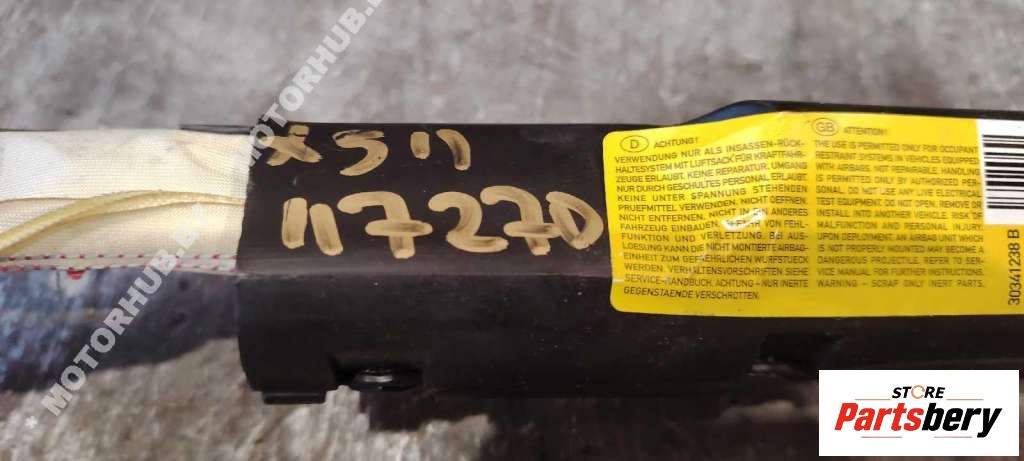 X5 11
117270
D ACHTUNG!
VERWENDUNG NUR ALS INSASSEN-RÜCK-
HALTESYSTEM MIT LUFTSACK FÜR KRAFTFAHR-
ZEUGE ERLAUBT. KEINE REPARATUR. UMGANG
NUR DURCH GESCHULTES PERSONAL ERLAUBT.
KEINE UNTER SPANNUNG STEHENDEN
PRUEFMITTEL VERWENDEN. NICHT ÖFFNEN.
NICHT ENTFERNEN. NICHT IN EIN ANDERES
FAHRZEUG EINBAUEN. VON FEHL-
FUNKTION UND VERLETZUNG. BEI AUS-
LOESUNG KANN DIE NICHT MONTIERTE AIRBAG-
EINHEIT ZUM GEFAEHRLICHEN WURFSTUECK
WERDEN. VERHALTENSVORSCHRIFTEN SIEHE
SERVICE-HANDBUCH. ACHTUNG - NUR INERTE
GEGENSTAENDE VERSCHROTTEN.
GB ATTENTION!
THE USE IS PERMITTED ONLY FOR OCCUPANT
RESTRAINT SYSTEMS IN VEHICLES EQUIPPED
WITH AIRBAGS. NOT REPAIRABLE. HANDLING
IS PERMITTED ONLY BY AUTHORIZED PER-
SONAL. DO NOT USE ANY LIVE ELECTRICAL
TEST EQUIPMENT. DO NOT OPEN. REMOVE OR
INSTALL INTO ANOTHER VEHICLE. RISK OF
MALFUNCTION AND PERSONAL INJURY.
UPON DEPLOYMENT. AN AIRBAG UNIT WHICH
IS NOT PROPERLY MOUNTED MAY BECOME A
DANGEROUS PROJECTILE. REFER TO SER-
VICE MANUAL FOR FURTHER INSTRUCTIONS.
WARNING - SCRAP ONLY INERT PARTS.
30341238 B
MOTORHUB.B
MOTORHUB.B
STORE
Partsbery